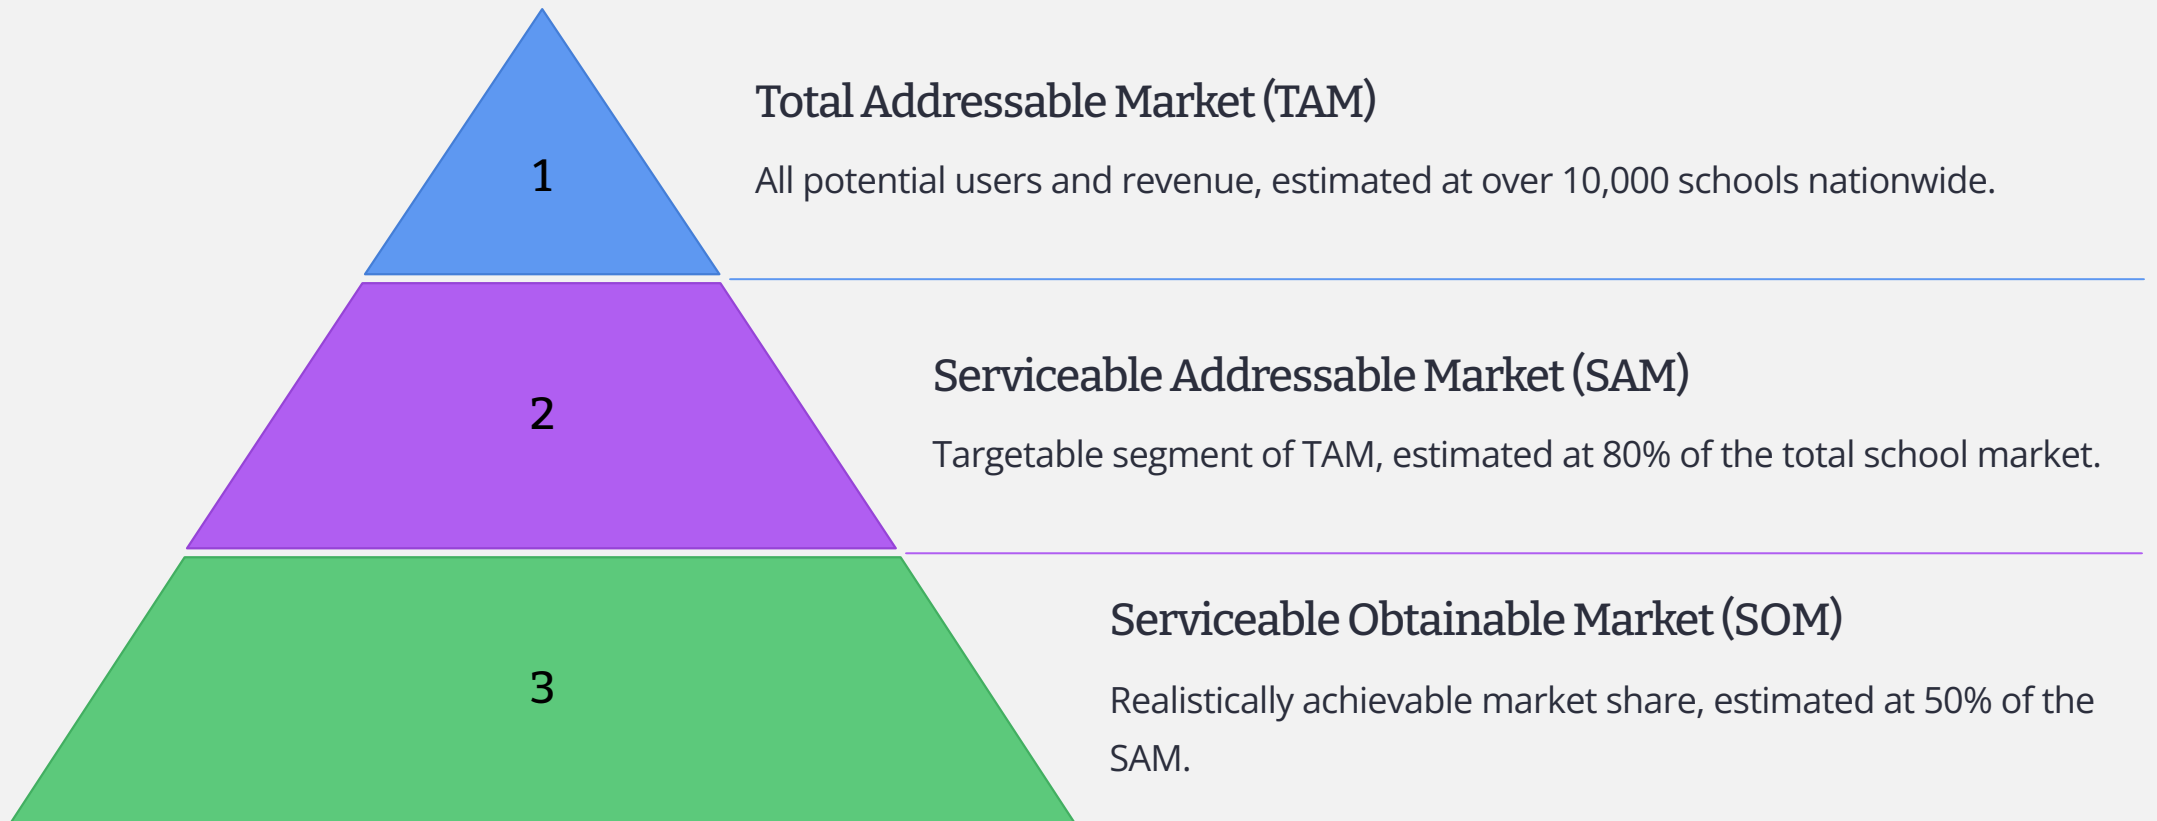 1
Total Addressable Market (TAM)
All potential users and revenue, estimated at over 10,000 schools nationwide.
2
Serviceable Addressable Market (SAM)
Targetable segment of TAM, estimated at 80% of the total school market.
3
Serviceable Obtainable Market (SOM)
Realistically achievable market share, estimated at 50% of the
SAM.